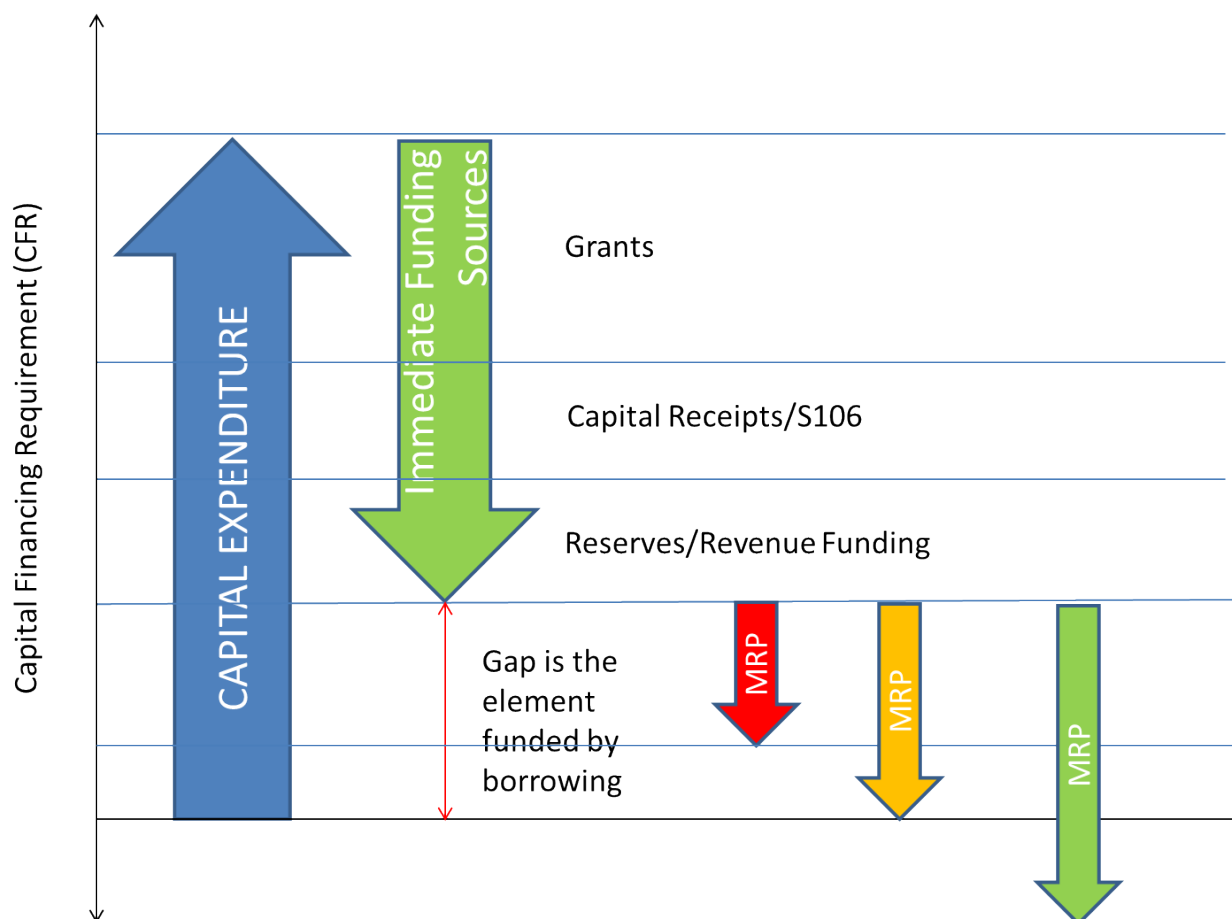 Capital Financing Requirement (CFR)
CAPITAL EXPENDITURE
Immediate Funding
Sources
Grants
Capital Receipts/S106
Reserves/Revenue Funding
Gap is the
element
funded by
borrowing
MRP
MRP
MRP